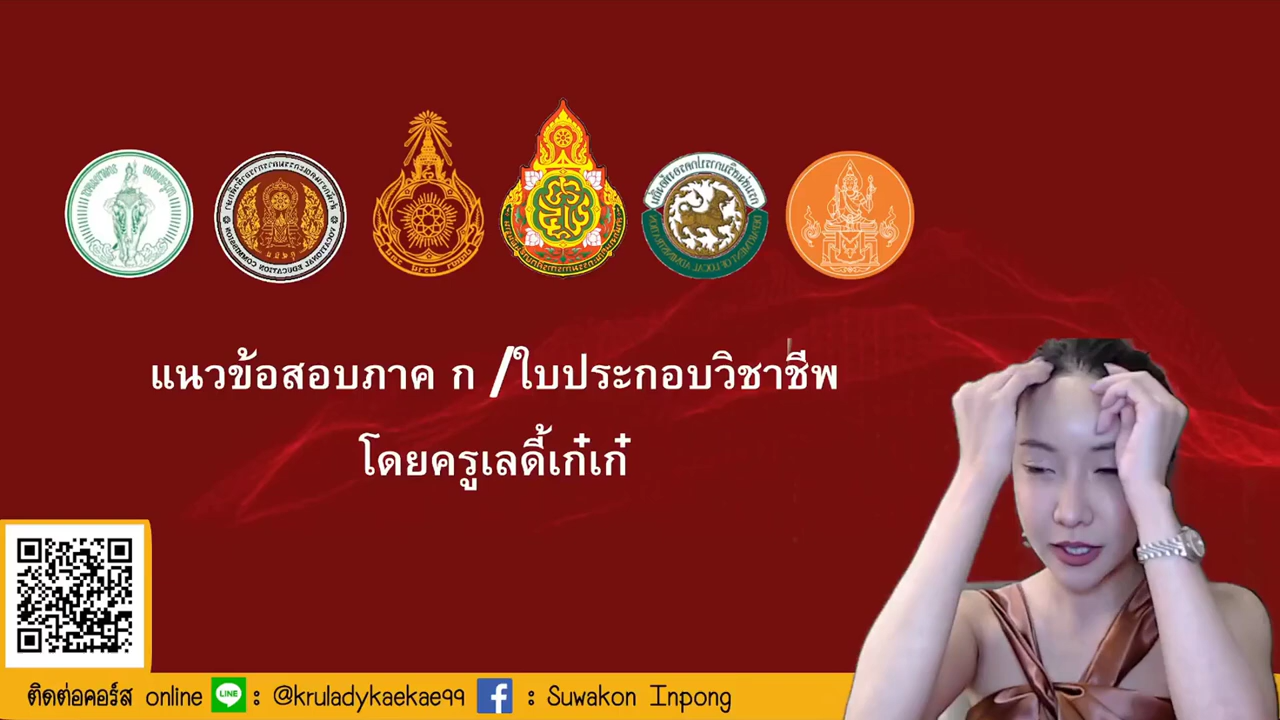 แนวข้อสอบภาค ก /ใบประกอบวิชาชีพ
โดยครูเลดี้เก๋เก๋
ติดต่อคอร์ส online LINE : @kruladykaekae99 f : Suwakon Inpong